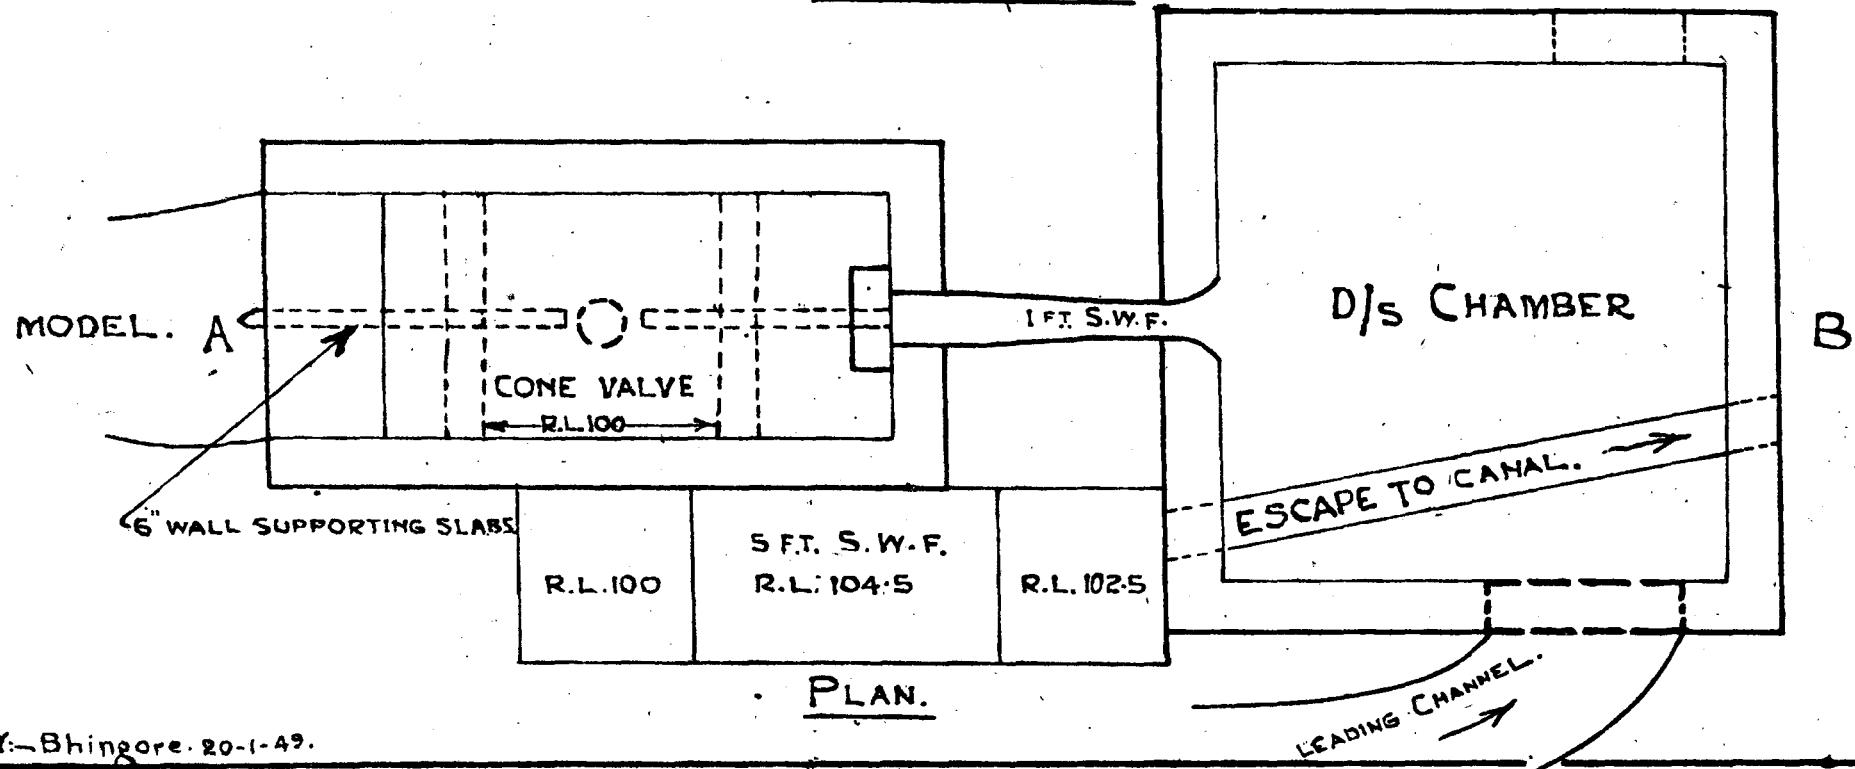 MODEL. A
CONE VALVE
R.L.100
6" WALL SUPPORTING SLABS
1 FT. S.W.F.
D/s CHAMBER
B
ESCAPE TO CANAL.
R.L.100
5 FT. S.W.F.
R.L. 104.5
R.L. 102.5
PLAN.
LEADING CHANNEL.
Y:- Bhingore. 20-1-49.